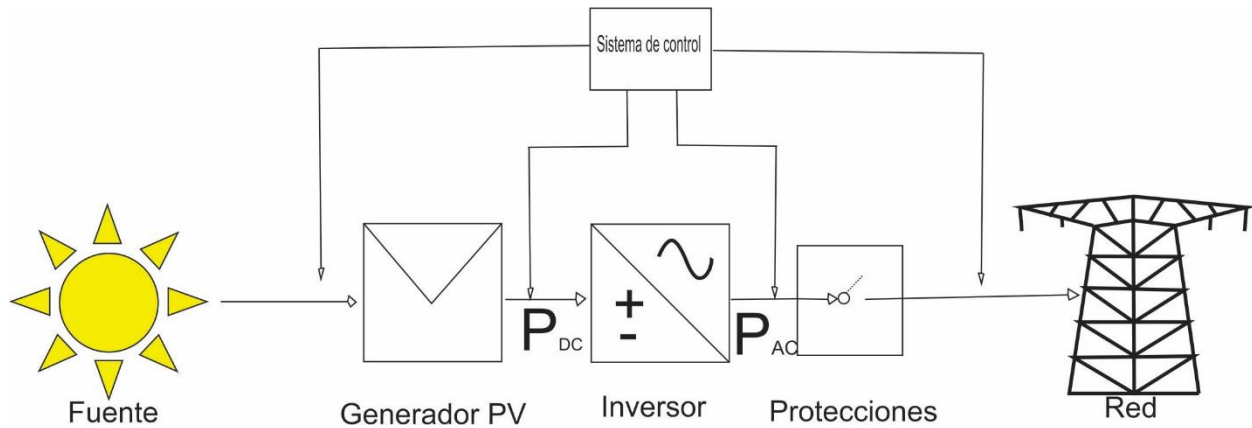 Sistema de control
+
-
P DC
P AC
Fuente
Generador PV
Inversor
Protecciones
Red